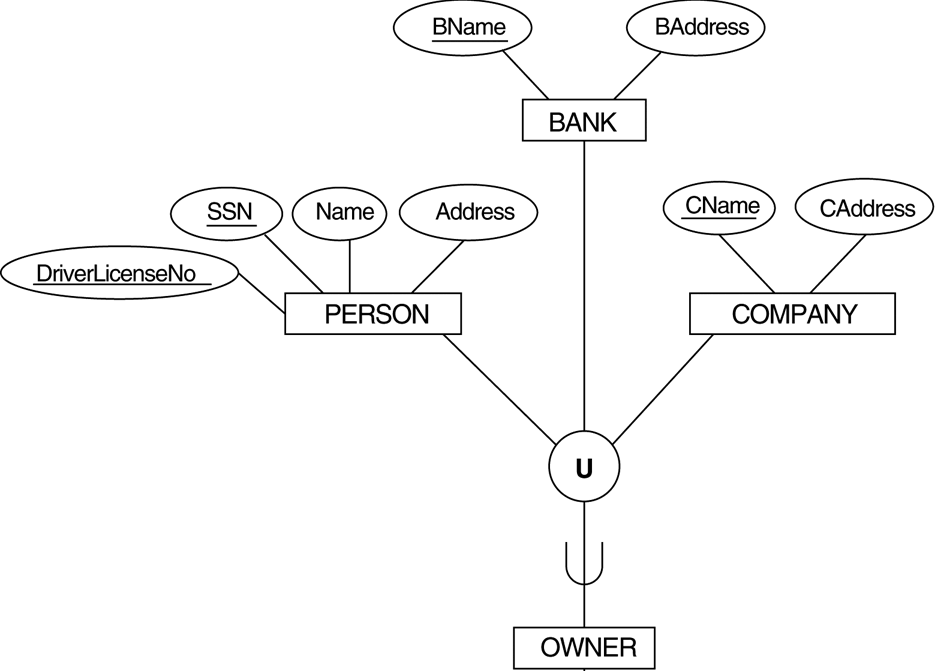 BName
BAddress
BANK
SSN
Name
Address
CName
CAddress
DriverLicenseNo
PERSON
COMPANY
U
OWNER